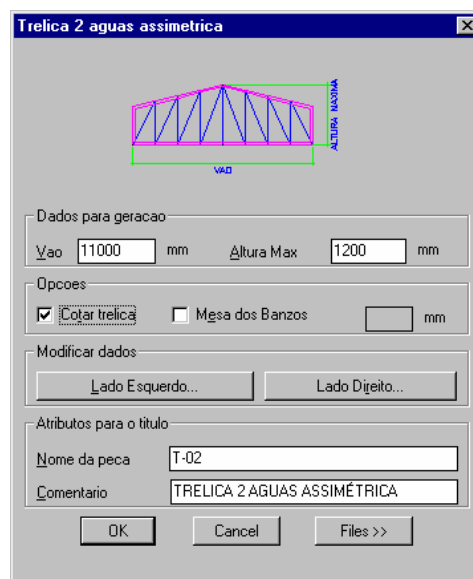 Trelica 2 aguas assimetrica
ALTURA MAXIMA
VAO
Dados para geracao
Vao 11000 mm Altura Max 1200 mm
Opcoes
Cotar trelica Mesa dos Banzos mm
Modificar dados
Lado Esquerdo... Lado Direito...
Atributos para o titulo
Nome da peca T-02
Comentario TRELICA 2 AGUAS ASSIMÉTRICA
OK Cancel Files >>